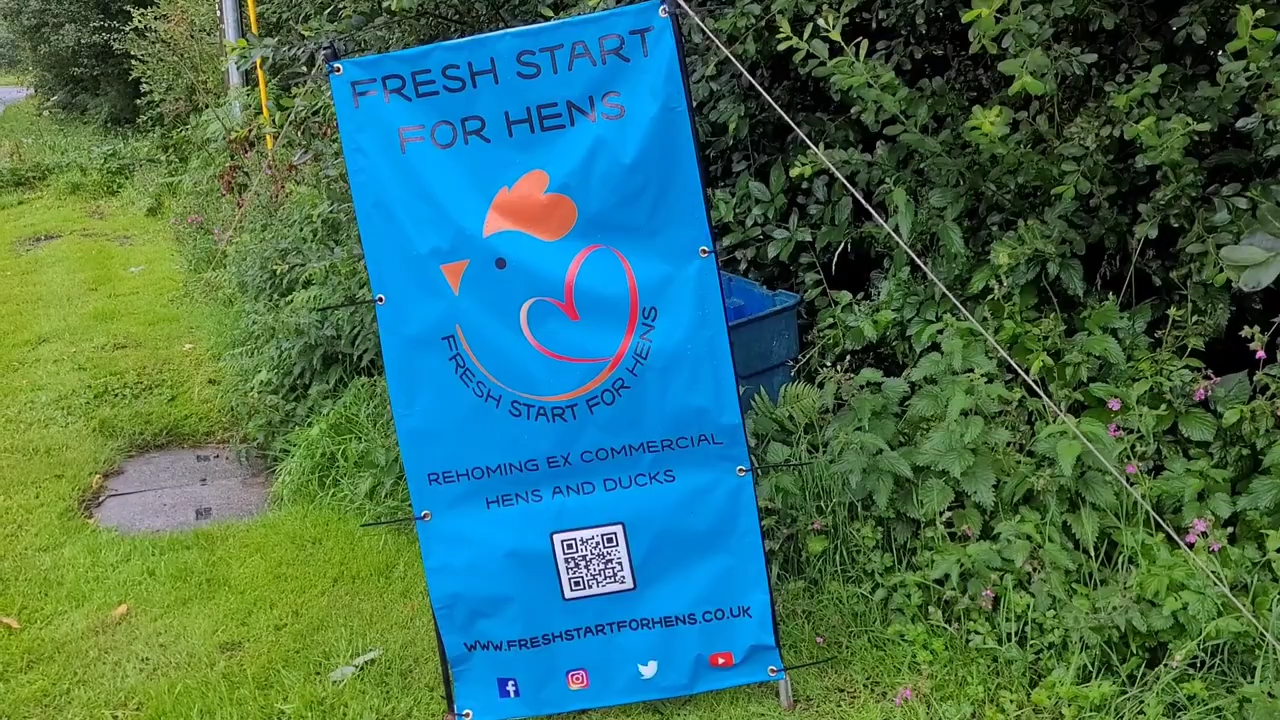 FRESH START
FOR HENS
FRESH START FOR HENS
REHOMING EX COMMERCIAL
HENS AND DUCKS
WWW.FRESHSTARTFORHENS.CO.UK